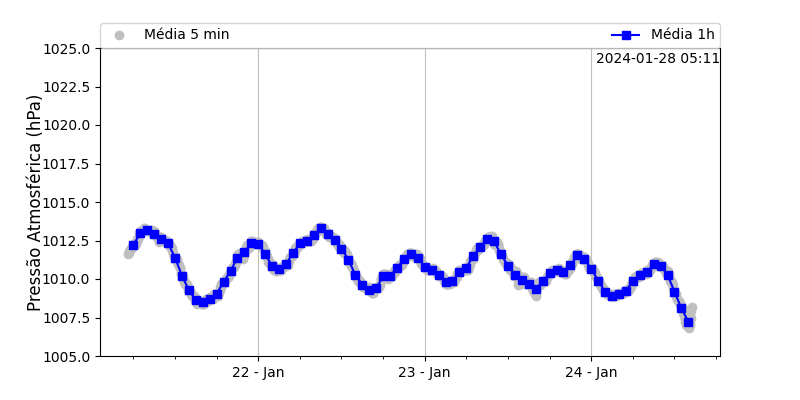 Média 5 min
Média 1h
2024-01-28 05:11
Pressão Atmosférica (hPa)
1025.0
1022.5
1020.0
1017.5
1015.0
1012.5
1010.0
1007.5
1005.0
22 - Jan
23 - Jan
24 - Jan